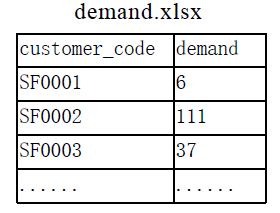 demand.xlsx
customer_code demand
SF0001 6
SF0002 111
SF0003 37
...... ......